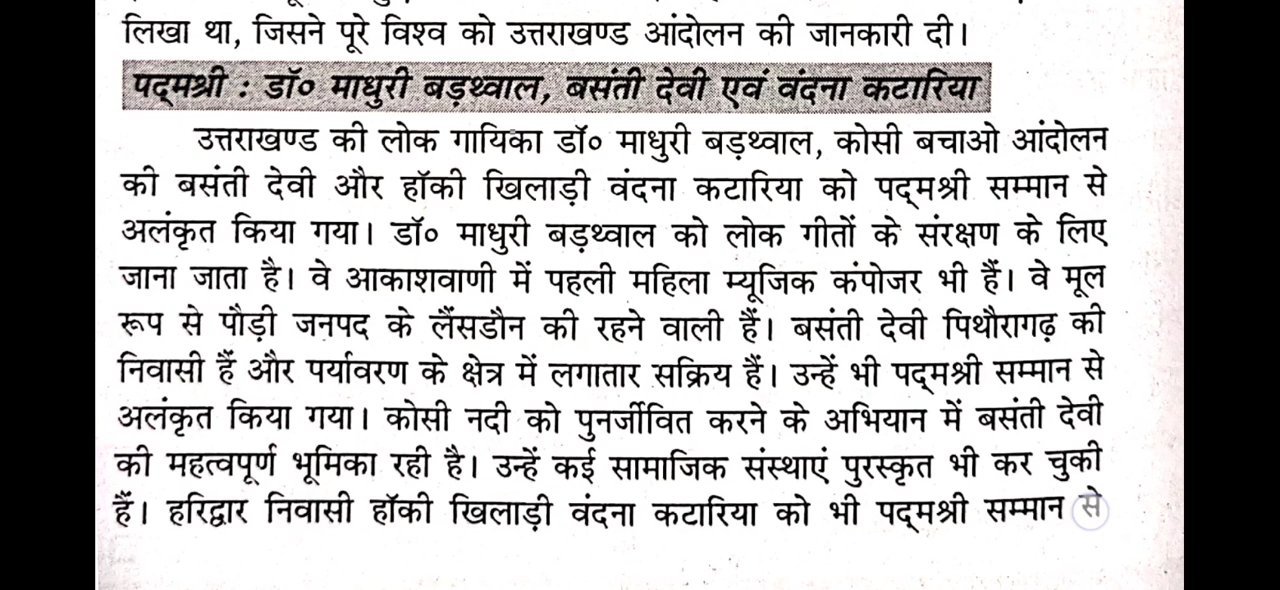 लिखा था, जिसने पूरे विश्व को उत्तराखण्ड आंदोलन की जानकारी दी।
पद्‌मश्री : डॉ० माधुरी बड़थ्वाल, बसंती देवी एवं वंदना कटारिया
उत्तराखण्ड की लोक गायिका डॉ० माधुरी बड़थ्वाल, कोसी बचाओ आंदोलन
की बसंती देवी और हॉकी खिलाड़ी वंदना कटारिया को पद्‌मश्री सम्मान से
अलंकृत किया गया। डॉ० माधुरी बड़थ्वाल को लोक गीतों के संरक्षण के लिए
जाना जाता है। वे आकाशवाणी में पहली महिला म्यूजिक कंपोजर भी हैं। वे मूल
रूप से पौड़ी जनपद के लैंसडौन की रहने वाली हैं। बसंती देवी पिथौरागढ़ की
निवासी हैं और पर्यावरण के क्षेत्र में लगातार सक्रिय हैं। उन्हें भी पद्‌मश्री सम्मान से
अलंकृत किया गया। कोसी नदी को पुनर्जीवित करने के अभियान में बसंती देवी
की महत्वपूर्ण भूमिका रही है। उन्हें कई सामाजिक संस्थाएं पुरस्कृत भी कर चुकी
हैं। हरिद्वार निवासी हॉकी खिलाड़ी वंदना कटारिया को भी पद्‌मश्री सम्मान से